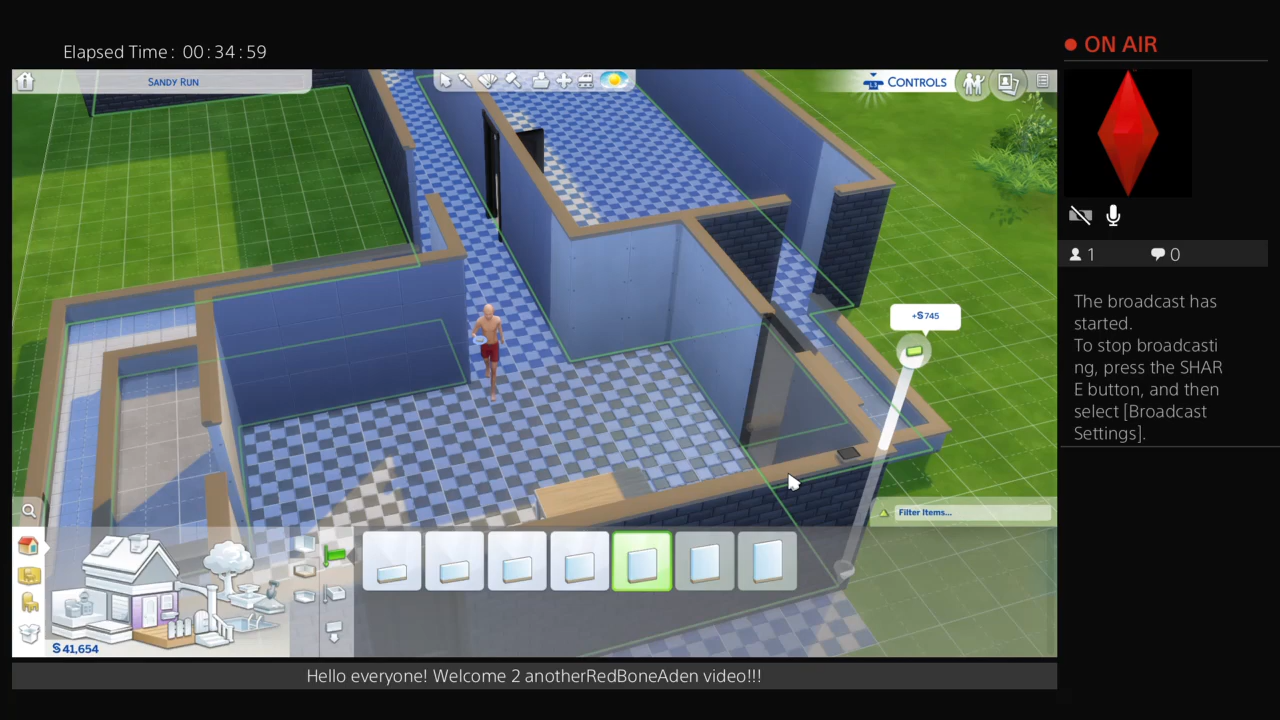 Elapsed Time: 00:34:59
ON AIR
SANDY RUN
CONTROLS
1
0
The broadcast has
started.
To stop broadcasti
ng, press the SHAR
E button, and then
select [Broadcast
Settings].
+§745
Filter Items...
§41,654
Hello everyone! Welcome 2 anotherRedBoneAden video!!!